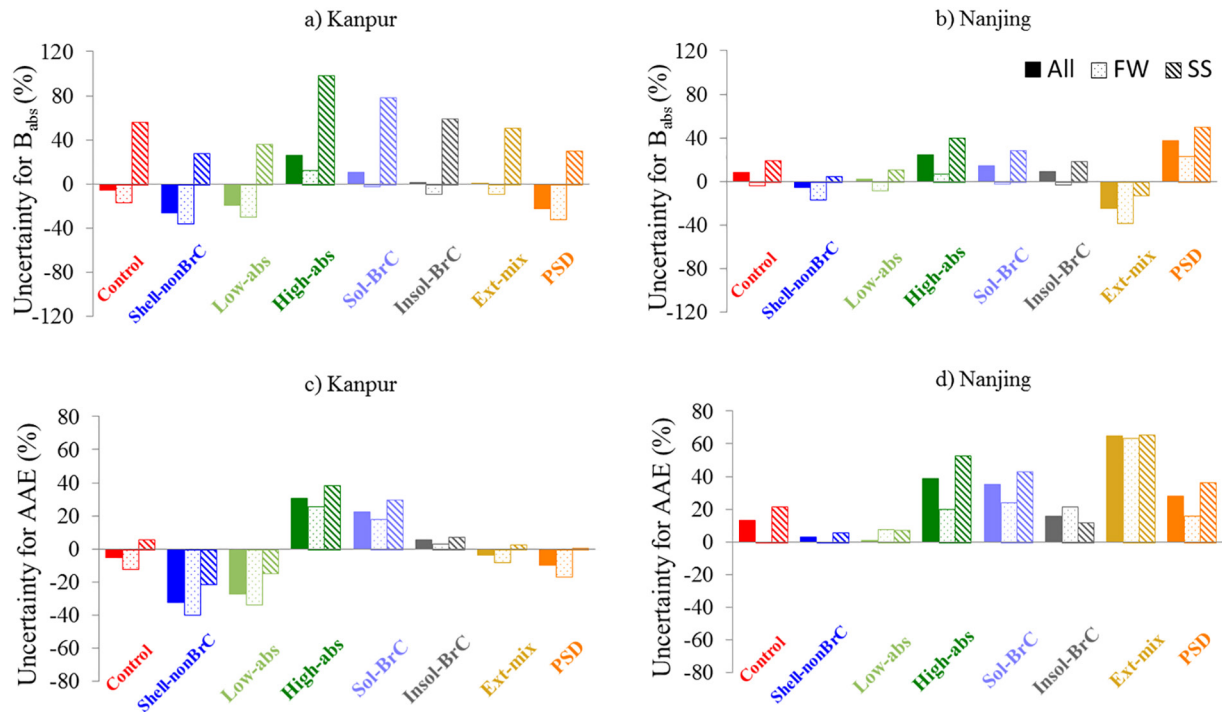 a) Kanpur
b) Nanjing
Uncertainty for Babs (%)
120
80
40
0
-40
-80
-120
Control
Shell-nonBrC
Low-abs
High-abs
Sol-BrC
Insol-BrC
Ext-mix
PSD
Uncertainty for Babs (%)
120
80
40
0
-40
-80
-120
All FW SS
Control
Shell-nonBrC
Low-abs
High-abs
Sol-BrC
Insol-BrC
Ext-mix
PSD
c) Kanpur
d) Nanjing
Uncertainty for AAE (%)
80
60
40
20
0
-20
-40
-60
-80
Control
Shell-nonBrC
Low-abs
High-abs
Sol-BrC
Insol-BrC
Ext-mix
PSD
Uncertainty for AAE (%)
80
60
40
20
0
-20
-40
-60
-80
Control
Shell-nonBrC
Low-abs
High-abs
Sol-BrC
Insol-BrC
Ext-mix
PSD